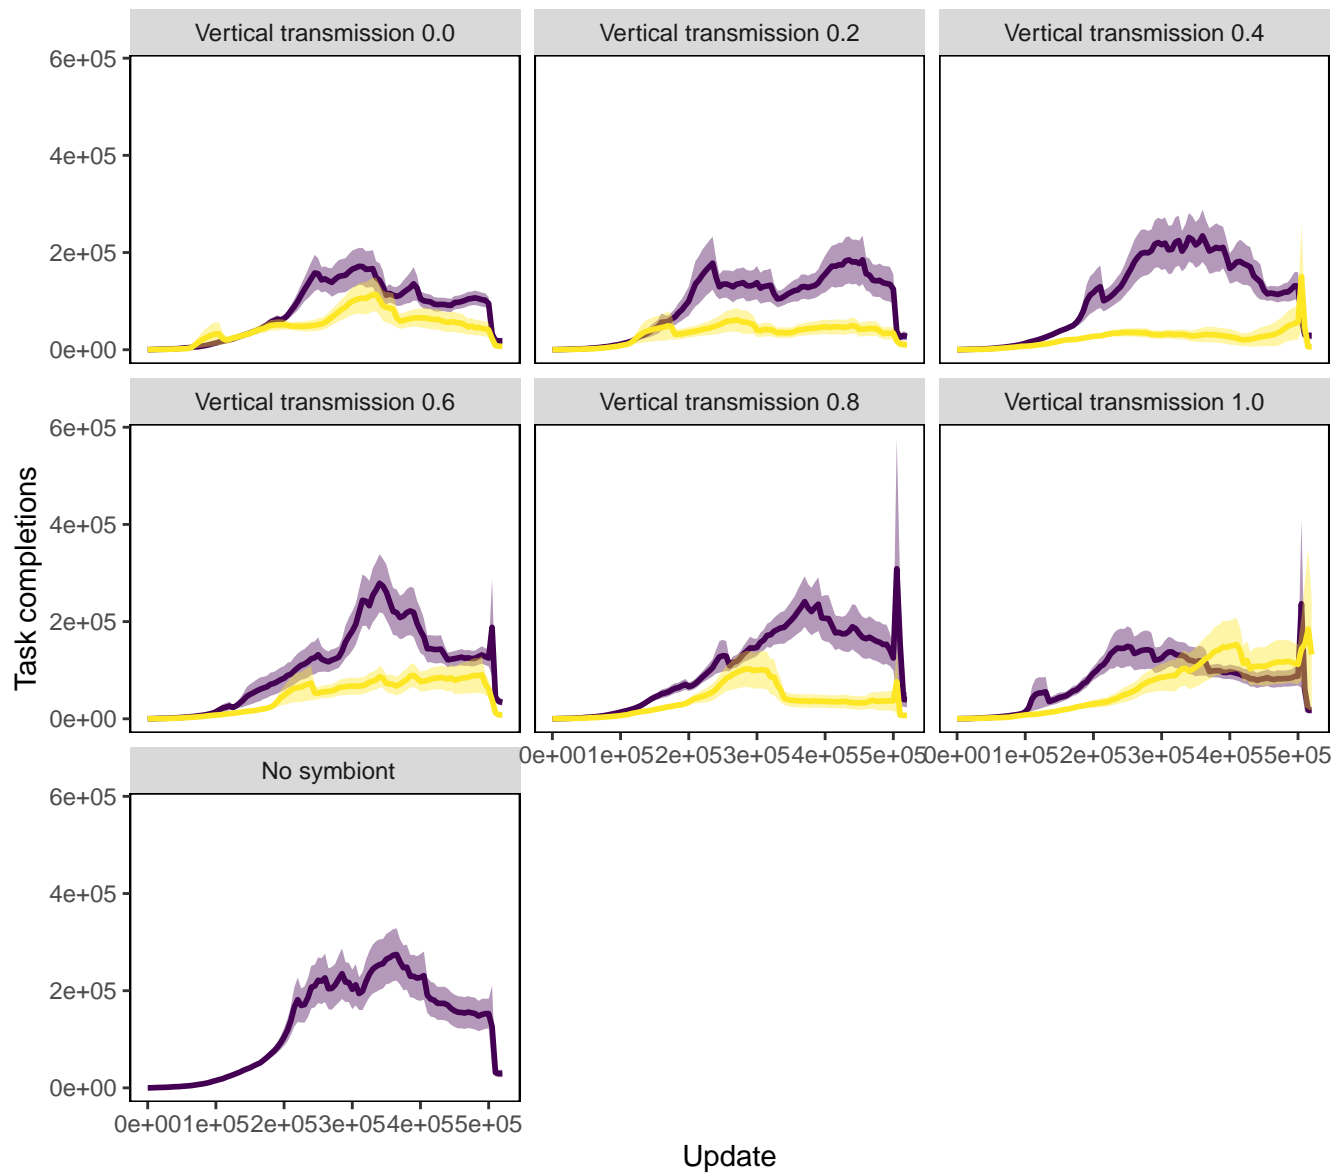 Vertical transmission 0.0 Vertical transmission 0.2 Vertical transmission 0.4
6e+05
4e+05
2e+05
0e+00
Vertical transmission 0.6 Vertical transmission 0.8 Vertical transmission 1.0
6e+05
4e+05
2e+05
0e+00
0e+001e+052e+053e+054e+055e+05 0e+001e+052e+053e+054e+055e+05
No symbiont
6e+05
4e+05
2e+05
0e+00
0e+001e+052e+053e+054e+055e+05
Task completions
Update